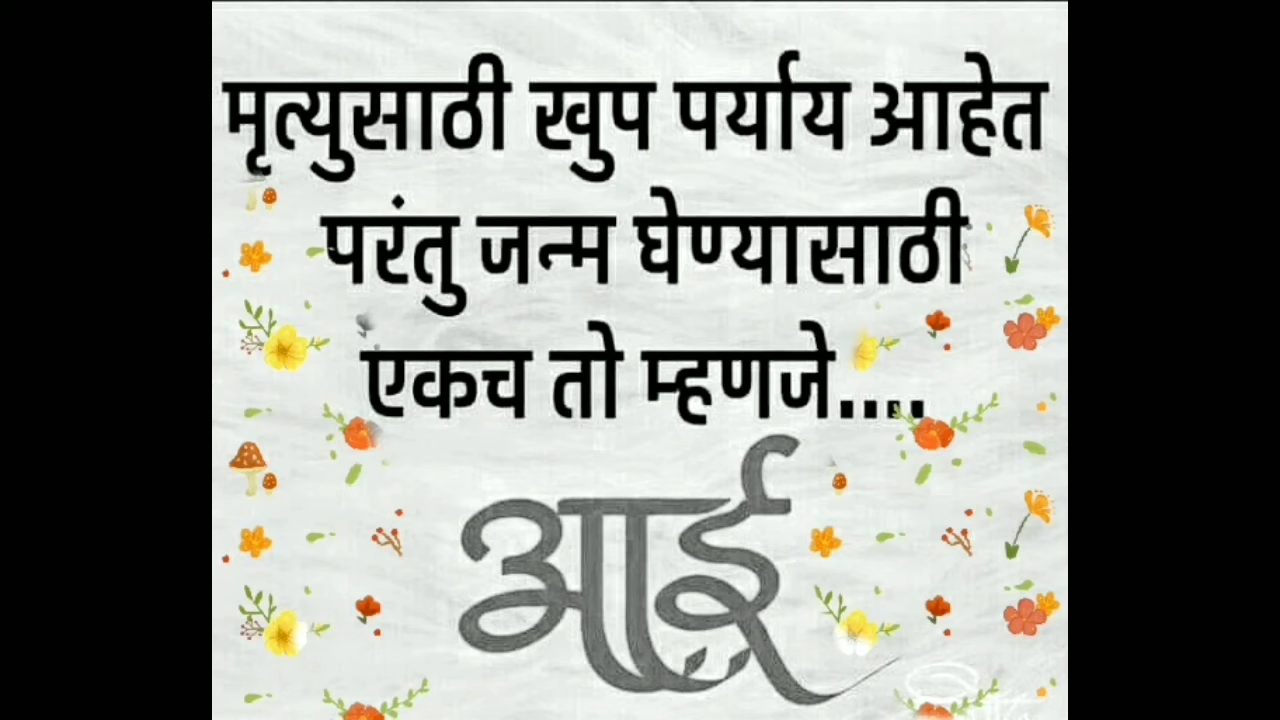 मृत्युसाठी खुप पर्याय आहेत
परंतु जन्म घेण्यासाठी
एकच तो म्हणजे....
आई